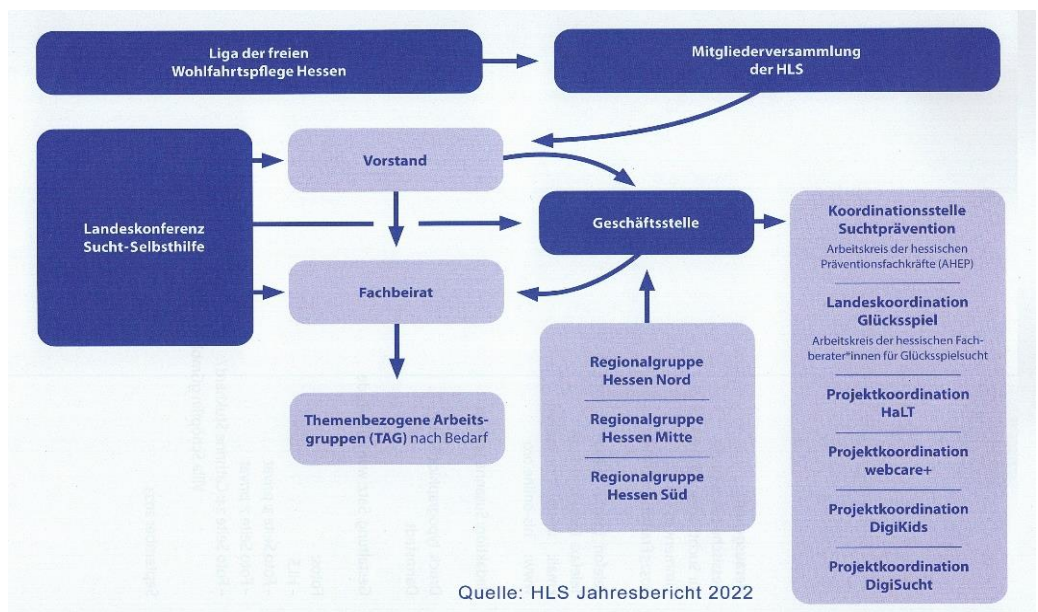 Liga der freien
Wohlfahrtspflege Hessen
Mitgliederversammlung
der HLS
Landeskonferenz
Sucht-Selbsthilfe
Vorstand
Geschäftsstelle
Fachbeirat
Themenbezogene Arbeits-
gruppen (TAG) nach Bedarf
Regionalgruppe
Hessen Nord
Regionalgruppe
Hessen Mitte
Regionalgruppe
Hessen Süd
Koordinationsstelle
Suchtprävention
Arbeitskreis der hessischen
Präventionsfachkräfte (AHEP)
Landeskoordination
Glücksspiel
Arbeitskreis der hessischen Fach-
berater*innen für Glücksspielsucht
Projektkoordination
HaLT
Projektkoordination
webcare+
Projektkoordination
DigiKids
Projektkoordination
DigiSucht
Quelle: HLS Jahresbericht 2022